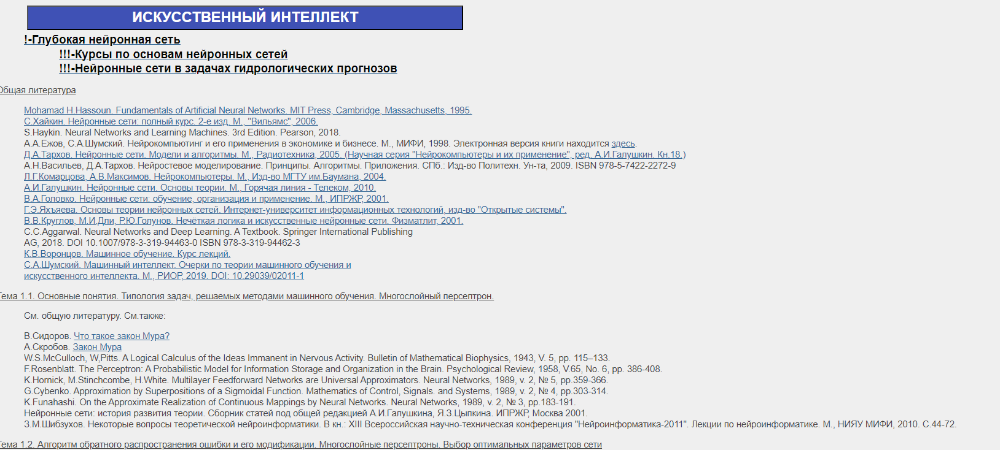 ИСКУССТВЕННЫЙ ИНТЕЛЛЕКТ
!-Глубокая нейронная сеть
!!!-Курсы по основам нейронных сетей
!!!-Нейронные сети в задачах гидрологических прогнозов
Общая литература
Mohamad H.Hassoun. Fundamentals of Artificial Neural Networks. MIT Press, Cambridge, Massachusetts, 1995.
С.Хайкин. Нейронные сети: полный курс. 2-е изд. М., "Вильямс", 2006.
S.Haykin. Neural Networks and Learning Machines. 3rd Edition. Pearson, 2018.
А.А.Ежов, С.А.Шумский. Нейрокомпьютинг и его применения в экономике и бизнесе. М., МИФИ, 1998. Электронная версия книги находится здесь.
Д.А.Тархов. Нейронные сети. Модели и алгоритмы. М., Радиотехника, 2005. (Научная серия "Нейрокомпьютеры и их применение", ред. А.И.Галушкин. Кн.18.)
А.Н.Васильев, Д.А.Тархов. Нейростевое моделирование. Принципы. Алгоритмы. Приложения. СПб.: Изд-во Политехн. Ун-та, 2009. ISBN 978-5-7422-2272-9
Л.Г.Комарцова, А.В.Максимов. Нейрокомпьютеры. М., Изд-во МГТУ им.Баумана, 2004.
А.И.Галушкин. Нейронные сети. Основы теории. М., Горячая линия - Телеком, 2010.
В.А.Головко. Нейронные сети: обучение, организация и применение. М., ИПРЖР, 2001.
Г.Э.Яхъяева. Основы теории нейронных сетей. Интернет-университет информационных технологий, изд-во "Открытые системы".
В.В.Круглов, М.И.Дли, Р.Ю.Голунов. Нечёткая логика и искусственные нейронные сети. Физматлит, 2001.
C.C.Aggarwal. Neural Networks and Deep Learning. A Textbook. Springer International Publishing
AG, 2018. DOI 10.1007/978-3-319-94463-0 ISBN 978-3-319-94462-3
К.В.Воронцов. Машинное обучение. Курс лекций.
С.А.Шумский. Машинный интеллект. Очерки по теории машинного обучения и
искусственного интеллекта. М., РИОР, 2019. DOI: 10.29039/02011-1
Тема 1.1. Основные понятия. Типология задач, решаемых методами машинного обучения. Многослойный персептрон.
См. общую литературу. См.также:
В.Сидоров. Что такое закон Мура?
А.Скробов. Закон Мура
W.S.McCulloch, W,Pitts. A Logical Calculus of the Ideas Immanent in Nervous Activity. Bulletin of Mathematical Biophysics, 1943, V. 5, pp. 115–133.
F.Rosenblatt. The Perceptron: A Probabilistic Model for Information Storage and Organization in the Brain. Psychological Review, 1958, V.65, No. 6, pp. 386-408.
K.Hornick, M.Stinchcombe, H.White. Multilayer Feedforward Networks are Universal Approximators. Neural Networks, 1989, v. 2, № 5, pp.359-366.
G.Cybenko. Approximation by Superpositions of a Sigmoidal Function. Mathematics of Control, Signals. and Systems, 1989, v. 2, № 4, pp.303-314.
K.Funahashi. On the Approximate Realization of Continuous Mappings by Neural Networks. Neural Networks, 1989, v. 2, № 3, pp.183-191.
Нейронные сети: история развития теории. Сборник статей под общей редакцией А.И.Галушкина, Я.З.Цыпкина. ИПРЖР, Москва 2001.
З.М.Шибзухов. Некоторые вопросы теоретической нейроинформатики. В кн.: XIII Всероссийская научно-техническая конференция "Нейроинформатика-2011". Лекции по нейроинформатике. М., НИЯУ МИФИ, 2010. С.44-72.
Тема 1.2. Алгоритм обратного распространения ошибки и его модификации. Многослойные персептроны. Выбор оптимальных параметров сети